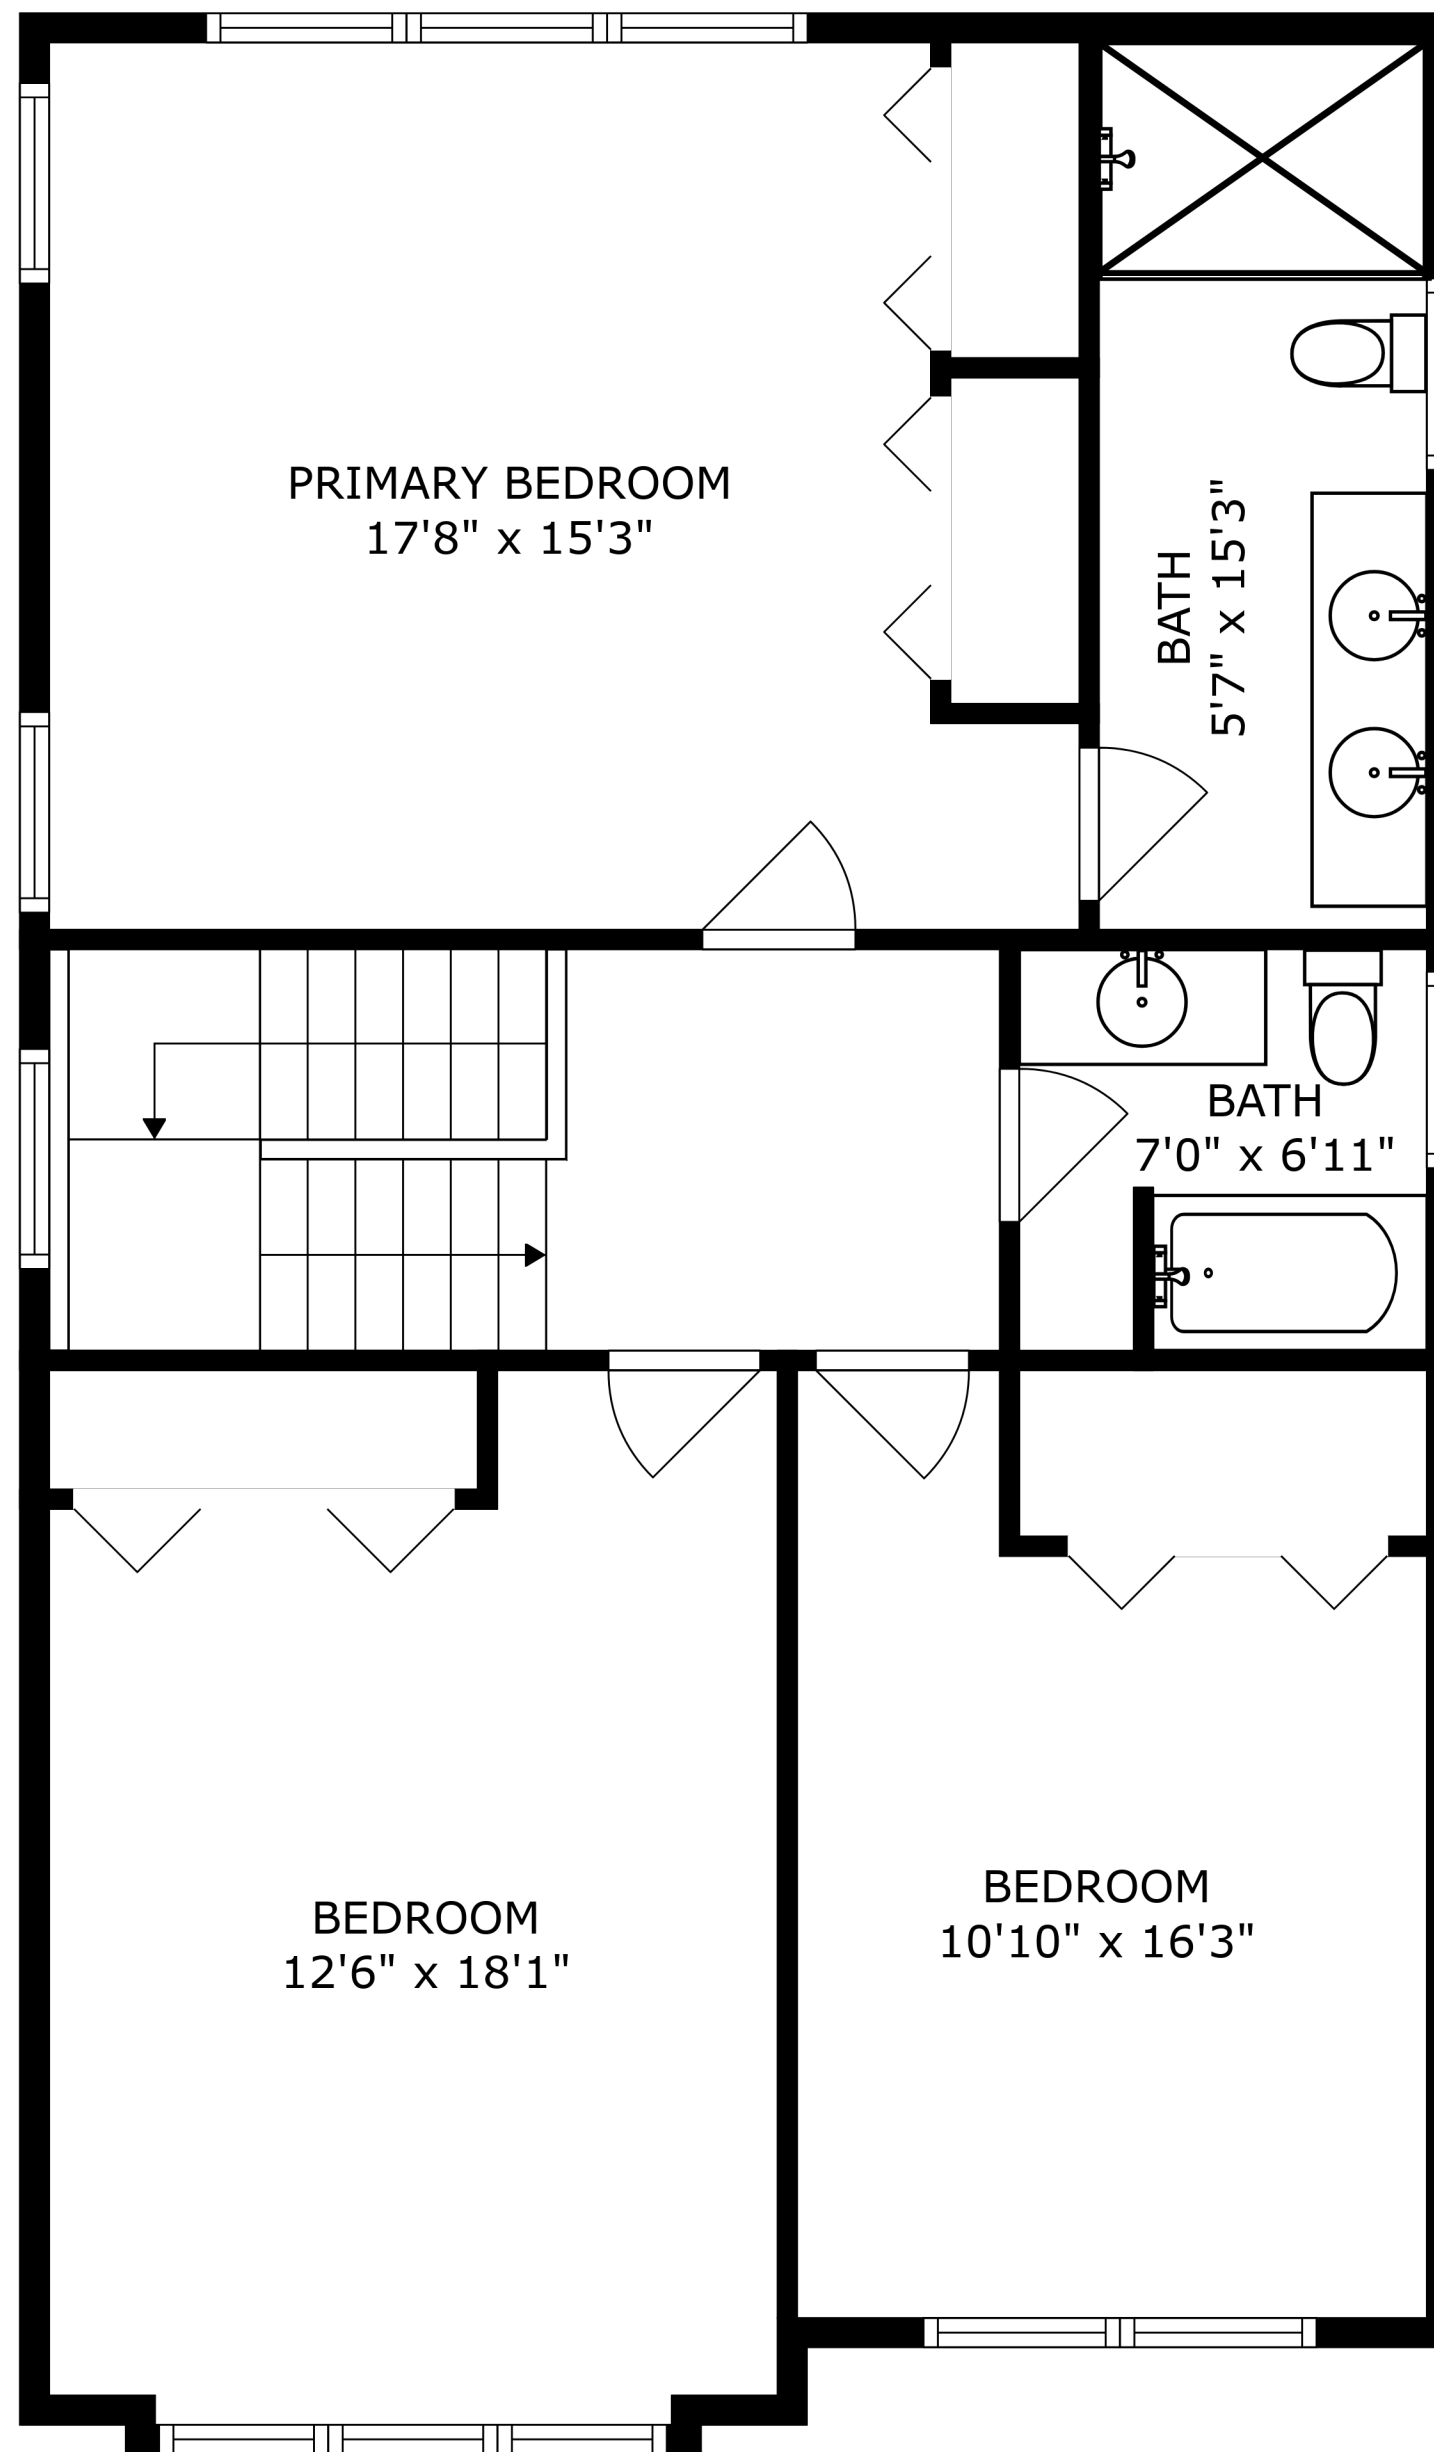 PRIMARY BEDROOM
17'8" x 15'3"
BATH
5'7" x 15'3"
BATH
7'0" x 6'11"
BEDROOM
12'6" x 18'1"
BEDROOM
10'10" x 16'3"